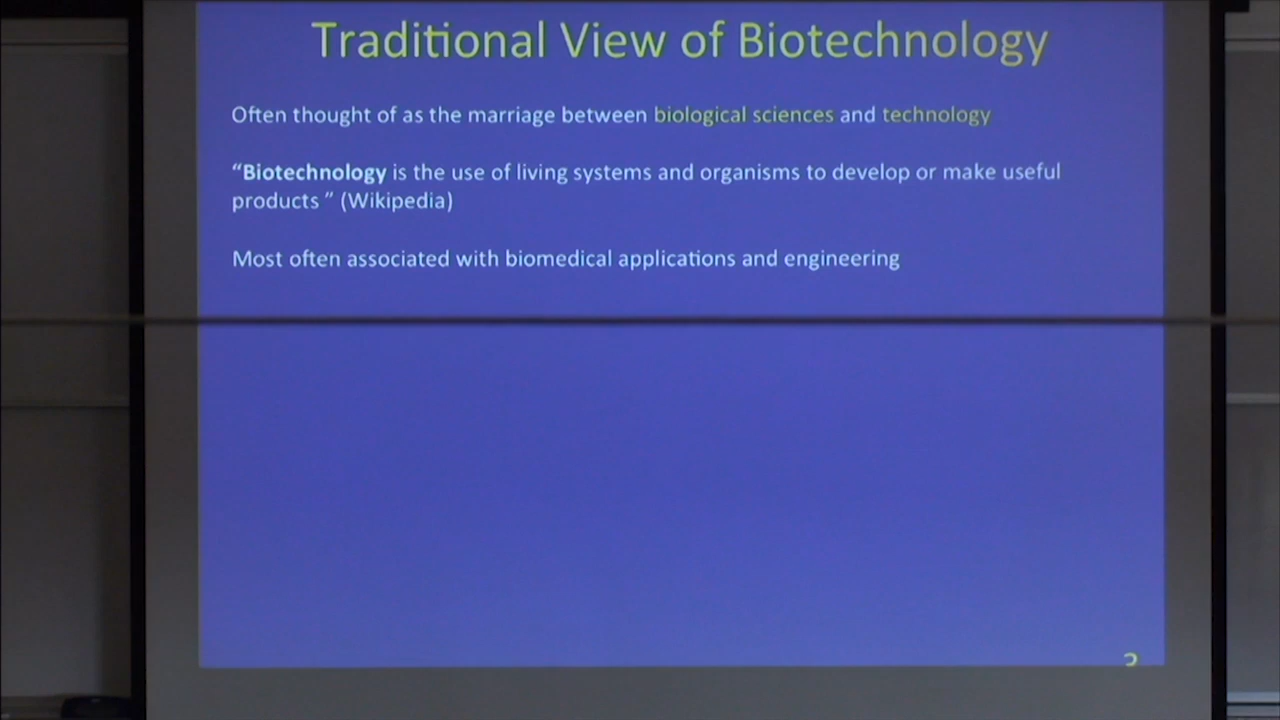 Traditional View of Biotechnology
Often thought of as the marriage between biological sciences and technology
“Biotechnology is the use of living systems and organisms to develop or make useful
products ” (Wikipedia)
Most often associated with biomedical applications and engineering